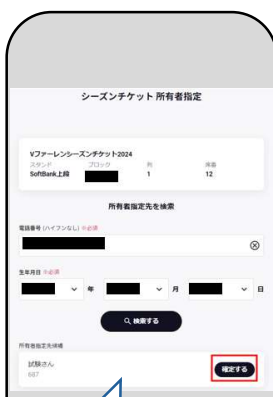 シーズンチケット 所有者指定
Vファーレンシーズンチケット2024
スタンド ブロック 列 席番
SoftBank上段 1 12
所有者指定先を検索
電話番号 (ハイフンなし) ※必須
生年月日 ※必須
年 月 日
検索する
所有者指定先候補
試験さん
687
確定する